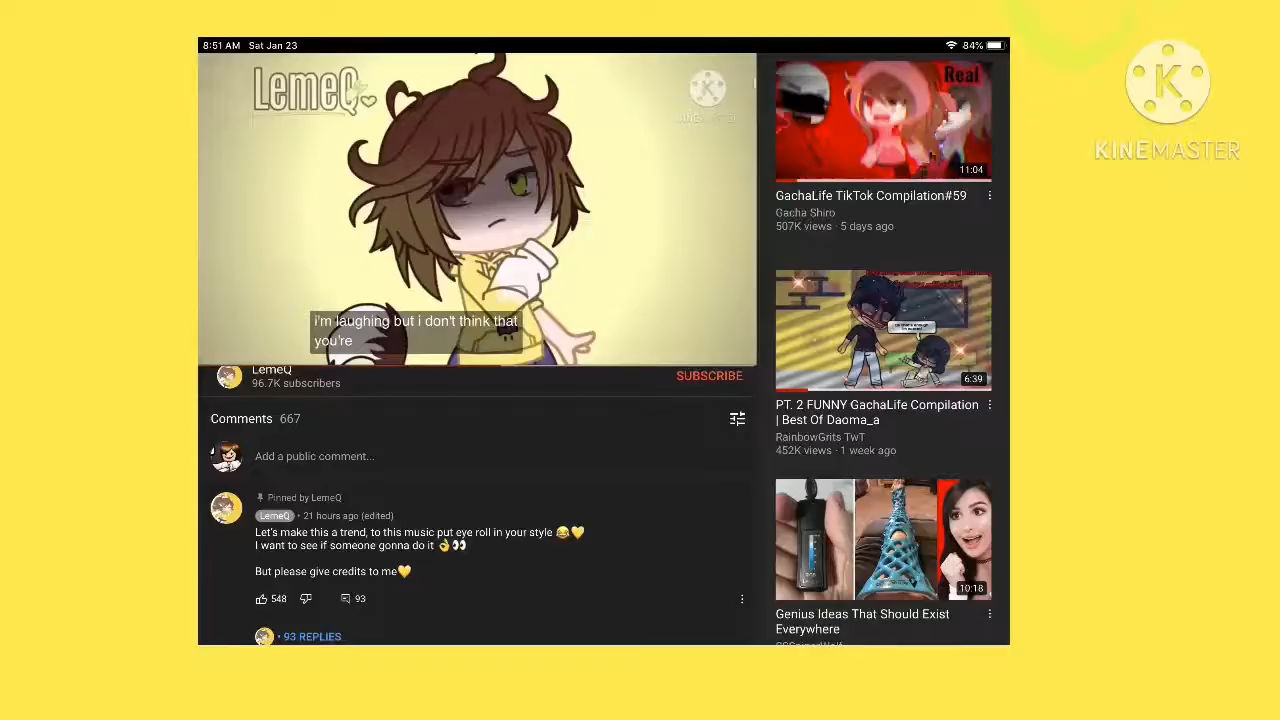 8:51 AM Sat Jan 23
84%
LemeQ
KINEMASTER
i'm laughing but i don't think that
you're
LemeQ
96.7K subscribers
SUBSCRIBE
Comments 667
Add a public comment...
Pinned by LemeQ
LemeQ • 21 hours ago (edited)
Let's make this a trend, to this music put eye roll in your style 😂💛
I want to see if someone gonna do it 👌👀
But please give credits to me💛
548
93
• 93 REPLIES
Real
11:04
GachaLife TikTok Compilation#59
Gacha Shiro
507K views · 5 days ago
6:39
PT. 2 FUNNY GachaLife Compilation
| Best Of Daoma_a
RainbowGrits TwT
452K views · 1 week ago
10:18
Genius Ideas That Should Exist
Everywhere
K
KINEMASTER